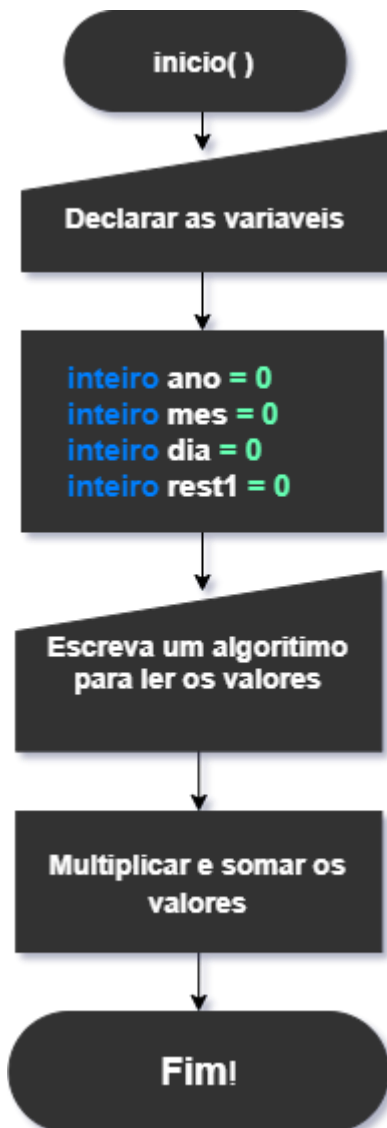 inicio( )
Declarar as variaveis
inteiro ano = 0
inteiro mes = 0
inteiro dia = 0
inteiro rest1 = 0
Escreva um algoritimo
para ler os valores
Multiplicar e somar os
valores
Fim!